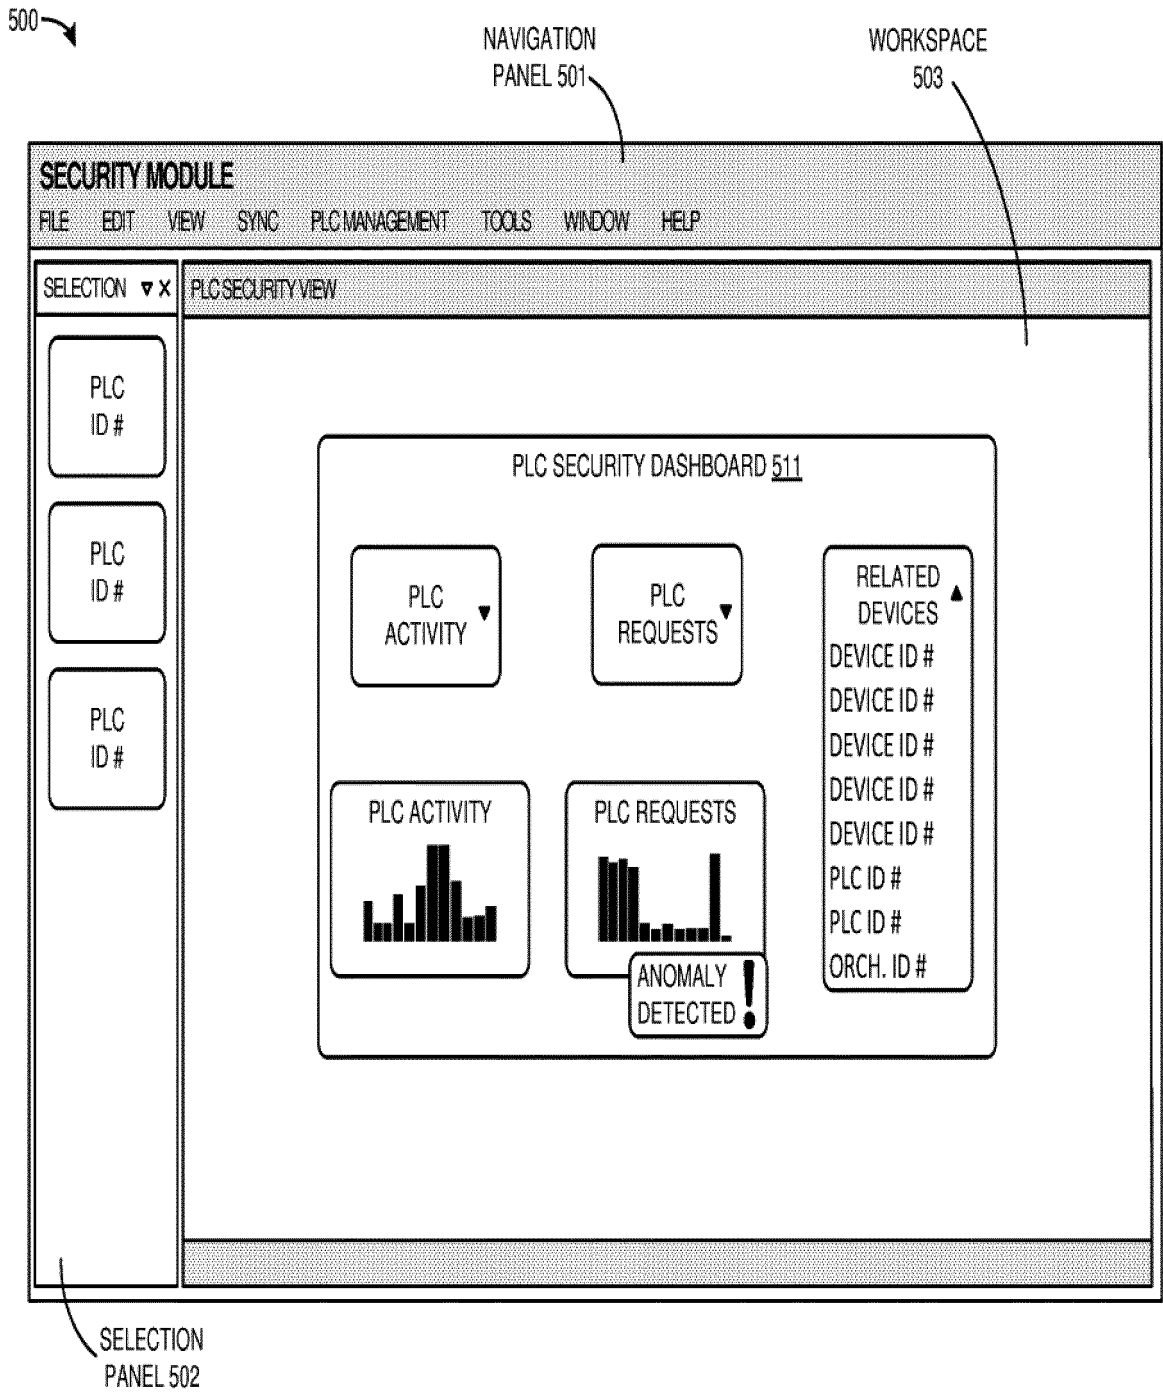 500
NAVIGATION
PANEL 501
WORKSPACE
503
SECURITY MODULE
FILE EDIT VIEW SYNC PLC MANAGEMENT TOOLS WINDOW HELP
SELECTION
PLC SECURITY VIEW
PLC
ID #
PLC
ID #
PLC
ID #
PLC SECURITY DASHBOARD 511
PLC
ACTIVITY
PLC
REQUESTS
RELATED
DEVICES
DEVICE ID #
DEVICE ID #
DEVICE ID #
DEVICE ID #
DEVICE ID #
PLC ID #
PLC ID #
ORCH. ID #
PLC ACTIVITY
PLC REQUESTS
ANOMALY
DETECTED !
SELECTION
PANEL 502